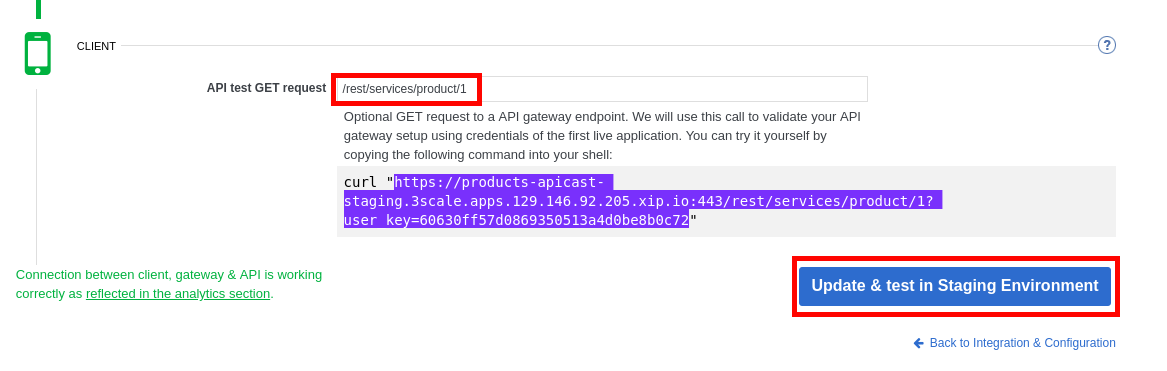 CLIENT
?
API test GET request
/rest/services/product/1
Optional GET request to a API gateway endpoint. We will use this call to validate your API
gateway setup using credentials of the first live application. You can try it yourself by
copying the following command into your shell:
curl "https://products-apicast-
staging.3scale.apps.129.146.92.205.xip.io:443/rest/services/product/1?
user_key=60630ff57d0869350513a4d0be8b0c72"
Connection between client, gateway & API is working
correctly as reflected in the analytics section.
Update & test in Staging Environment
Back to Integration & Configuration